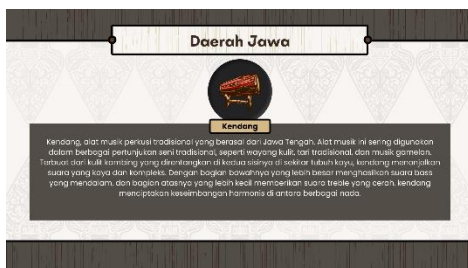 Daerah Jawa
Kendang
Kendang, alat musik perkusi tradisional yang berasal dari Jawa Tengah. Alat musik ini sering digunakan
dalam berbagai pertunjukan seni tradisional, seperti wayang kulit, tari tradisional, dan musik gamelan.
Terbuat dari kulit kambing yang direntangkan di kedua sisinya di sekitar tubuh kayu, kendang menonjolkan
suara yang kaya dan kompleks. Dengan bagian bawahnya yang lebih besar menghasilkan suara bass
yang mendalam, dan bagian atasnya yang lebih kecil memberikan suara treble yang cerah, kendang
menciptakan keseimbangan harmonis di antara berbagai nada.